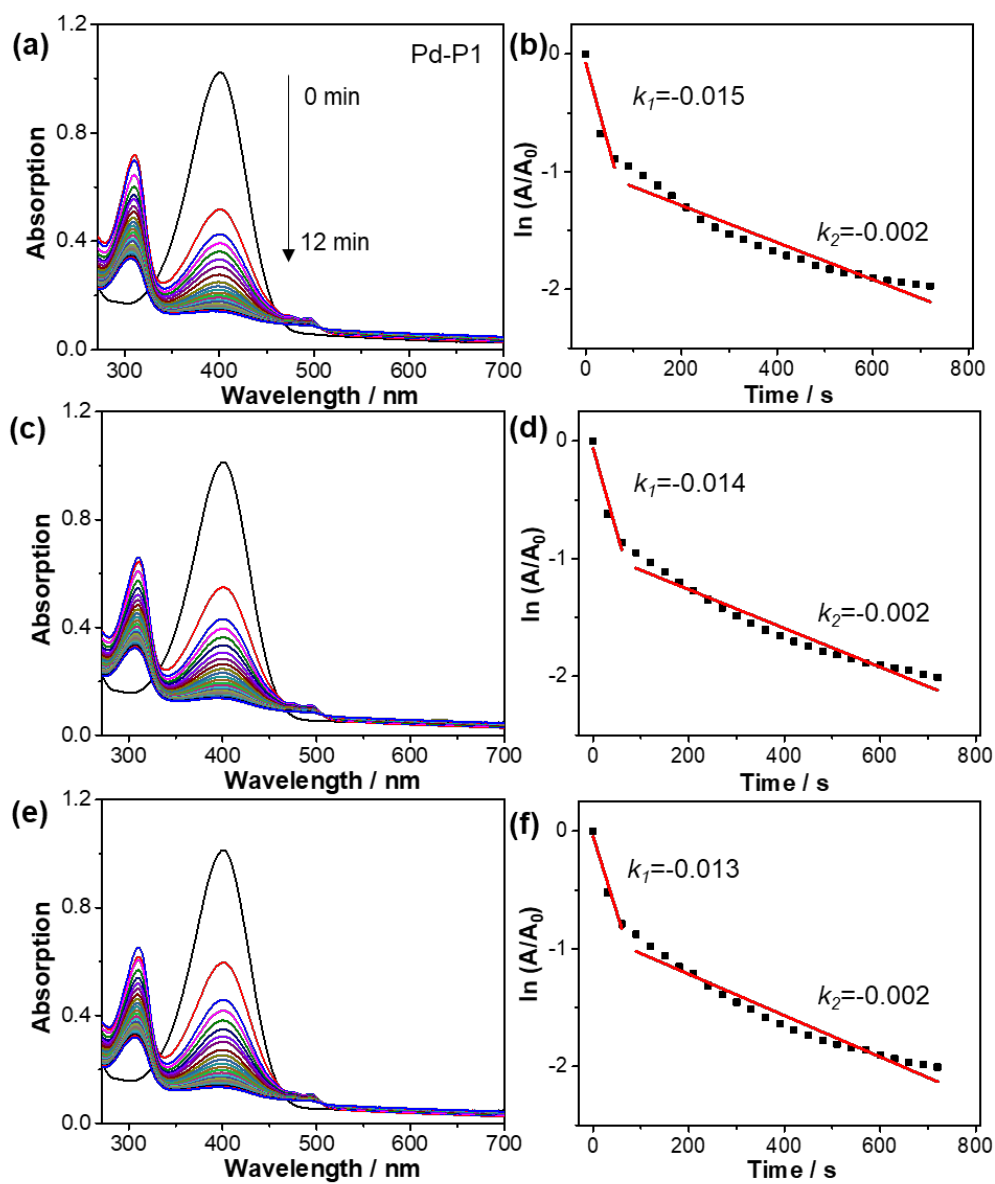 (a)
Pd-P1
0 min
12 min
Absorption
1.2
0.8
0.4
0.0
300 400 500 600 700
Wavelength / nm
(b)
k1=-0.015
k2=-0.002
ln (A/A0)
0
-1
-2
0 200 400 600 800
Time / s
(c)
Absorption
1.2
0.8
0.4
0.0
300 400 500 600 700
Wavelength / nm
(d)
k1=-0.014
k2=-0.002
ln (A/A0)
0
-1
-2
0 200 400 600 800
Time / s
(e)
Absorption
1.2
0.8
0.4
0.0
300 400 500 600 700
Wavelength / nm
(f)
k1=-0.013
k2=-0.002
ln (A/A0)
0
-1
-2
0 200 400 600 800
Time / s